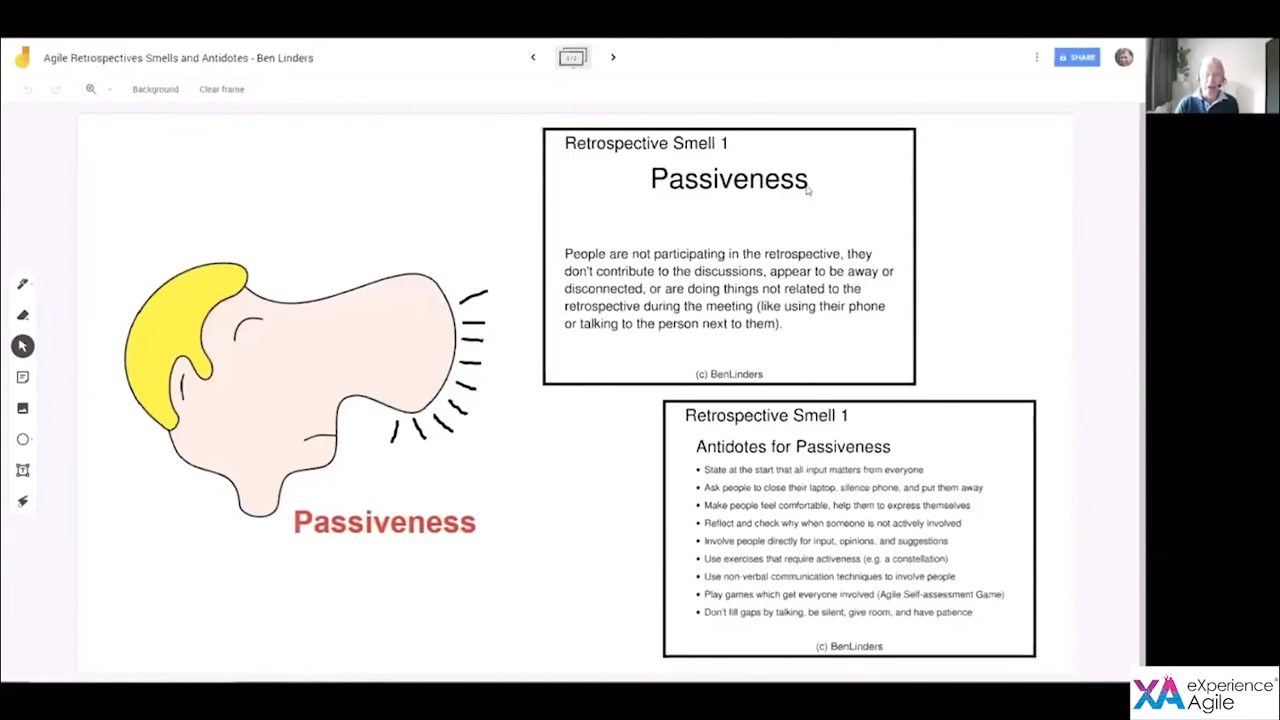 Agile Retrospectives Smells and Antidotes - Ben Linders
SHARE
Background
Clear frame
Retrospective Smell 1
Passiveness
People are not participating in the retrospective, they
don't contribute to the discussions, appear to be away or
disconnected, or are doing things not related to the
retrospective during the meeting (like using their phone
or talking to the person next to them).
(c) BenLinders
Passiveness
Retrospective Smell 1
Antidotes for Passiveness
• State at the start that all input matters from everyone
• Ask people to close their laptop, silence phone, and put them away
• Make people feel comfortable, help them to express themselves
• Reflect and check why when someone is not actively involved
• Involve people directly for input, opinions, and suggestions
• Use exercises that require activeness (e.g. a constellation)
• Use non-verbal communication techniques to involve people
• Play games which get everyone involved (Agile Self-assessment Game)
• Don't fill gaps by talking, be silent, give room, and have patience
(c) BenLinders
XA eXperience
Agile